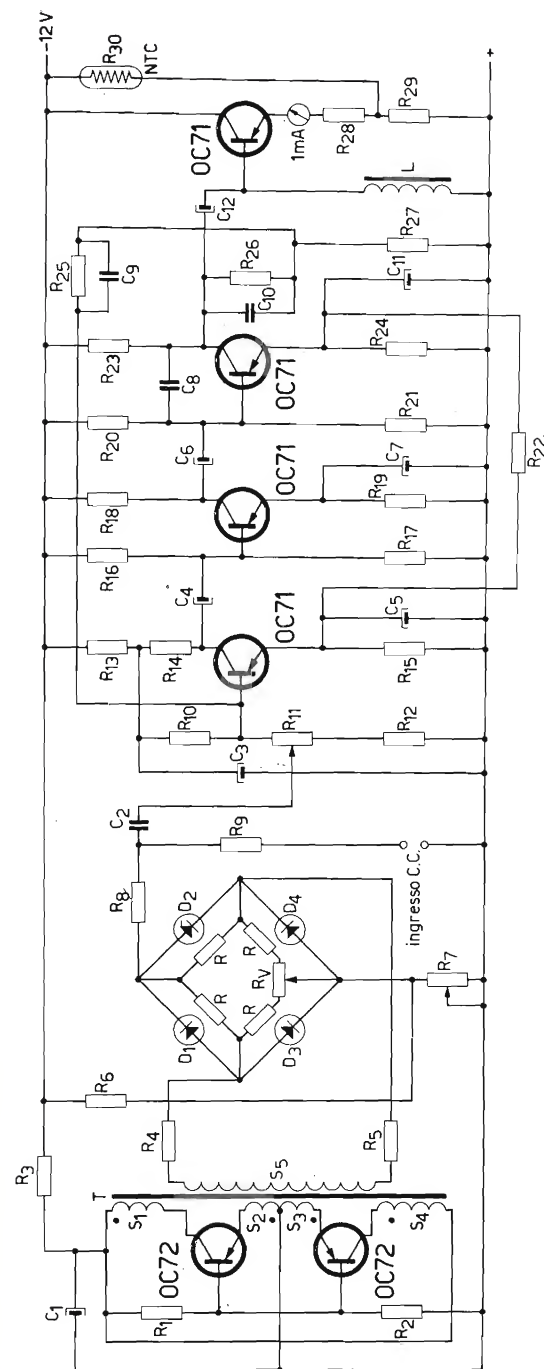 C1
R3
R1
R2
OC72
OC72
T
S1
S2
S3
S4
S5
R4
R5
R6
D1
D2
D3
D4
R
R
R
R
RV
R7
R8
R9
ingresso C.C.
C2
C3
R10
R11
R12
R13
R14
R15
C4
C5
OC71
R16
R17
R18
R19
C6
C7
OC71
R20
R21
R22
R23
R24
C8
OC71
R25
C9
R26
C10
R27
C11
C12
L
OC71
1mA
R28
R29
R30
NTC
-12V
+